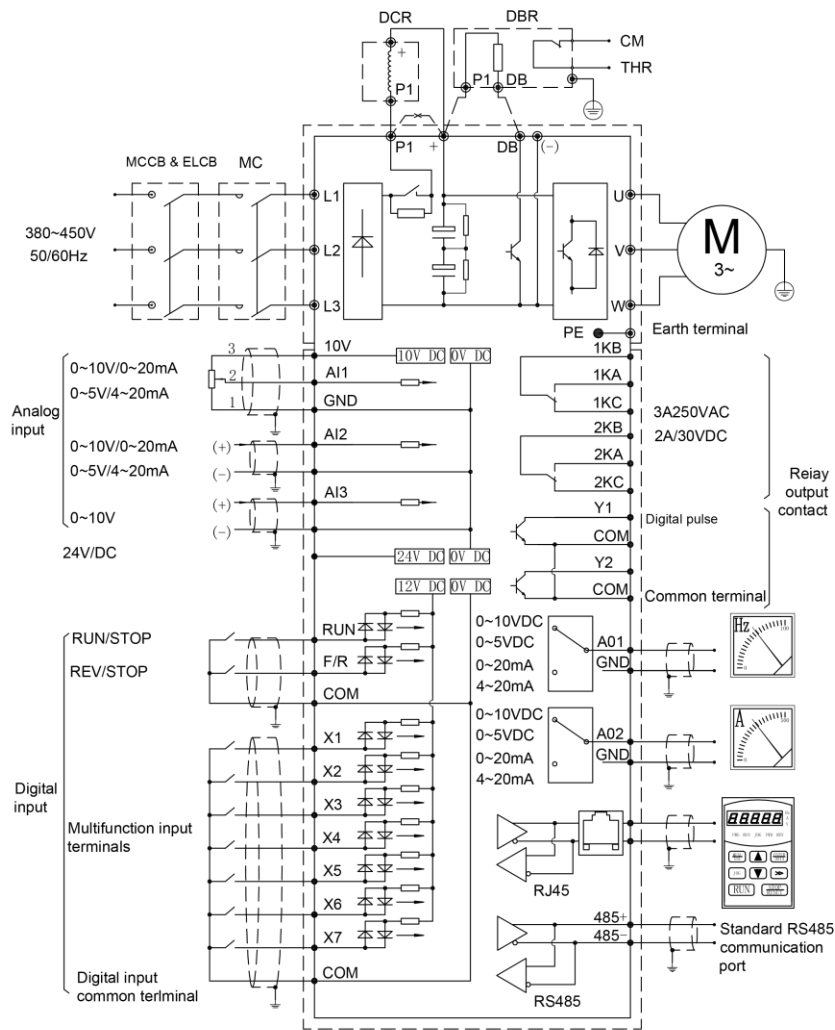 DCR
DBR
CM
THR
+
P1
P1
DB
P1
+
DB
(-)
MCCB & ELCB
MC
380~450V
50/60Hz
L1
L2
L3
U
V
W
M
3~
PE
Earth terminal
Analog
input
0~10V/0~20mA
0~5V/4~20mA
3
2
1
10V
AI1
GND
10V DC
0V DC
0~10V/0~20mA
0~5V/4~20mA
(+)
(-)
AI2
0~10V
(+)
(-)
AI3
24V/DC
24V DC
0V DC
12V DC
0V DC
1KB
1KA
1KC
2KB
2KA
2KC
3A250VAC
2A/30VDC
Reiay
output
contact
Y1
Digital pulse
COM
Y2
COM
Common terminal
Digital
input
RUN/STOP
REV/STOP
RUN
F/R
COM
Multifunction input
terminals
X1
X2
X3
X4
X5
X6
X7
COM
Digital input
common terlminal
0~10VDC
0~5VDC
0~20mA
4~20mA
A01
GND
Hz
0~10VDC
0~5VDC
0~20mA
4~20mA
A02
GND
A
RJ45
88888
RUN
485+
485-
RS485
Standard RS485
communication
port